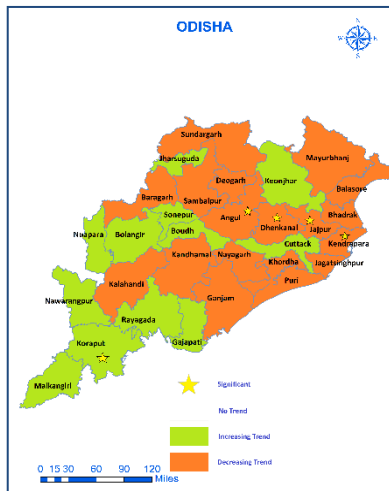 ODISHA
Sundargarh
Jharsuguda
Keonjhar
Mayurbhanj
Deogarh
Balasore
Baragarh
Sambalpur
Angul
Dhenkanal
Jajpur
Bhadrak
Kendrapara
Sonepur
Boudh
Bolangir
Nuapara
Cuttack
Jagatsinghpur
Kandhamal
Nayagarh
Khordha
Puri
Kalahandi
Ganjam
Nawarangpur
Rayagada
Gajapati
Koraput
Malkangiri
Significant
No Trend
Increasing Trend
Decreasing Trend
0 15 30 60 90 120
Miles